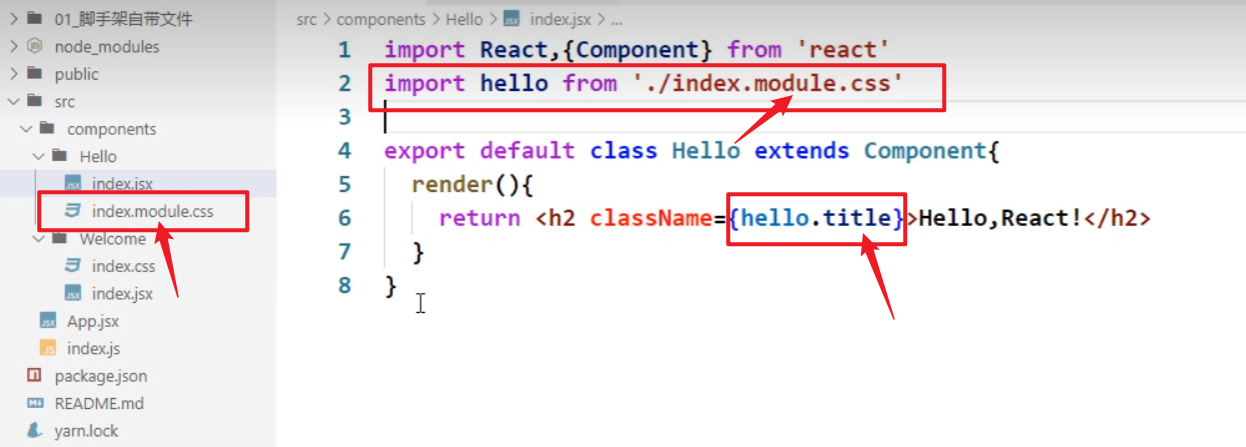 01_脚手架自带文件
node_modules
public
src
components
Hello
index.jsx
index.module.css
Welcome
index.css
index.jsx
App.jsx
index.js
package.json
README.md
yarn.lock
src > components > Hello > JSX index.jsx > ...
1 import React,{Component} from 'react'
2 import hello from './index.module.css'
3
4 export default class Hello extends Component{
5 render(){
6 return <h2 className={hello.title}>Hello,React!</h2>
7 }
8 }